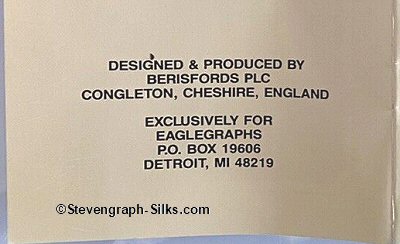 DESIGNED & PRODUCED BY
BERISFORDS PLC
CONGLETON, CHESHIRE, ENGLAND
EXCLUSIVELY FOR
EAGLEGRAPHS
P.O. BOX 19606
DETROIT, MI 48219
©Stevengraph-Silks.com